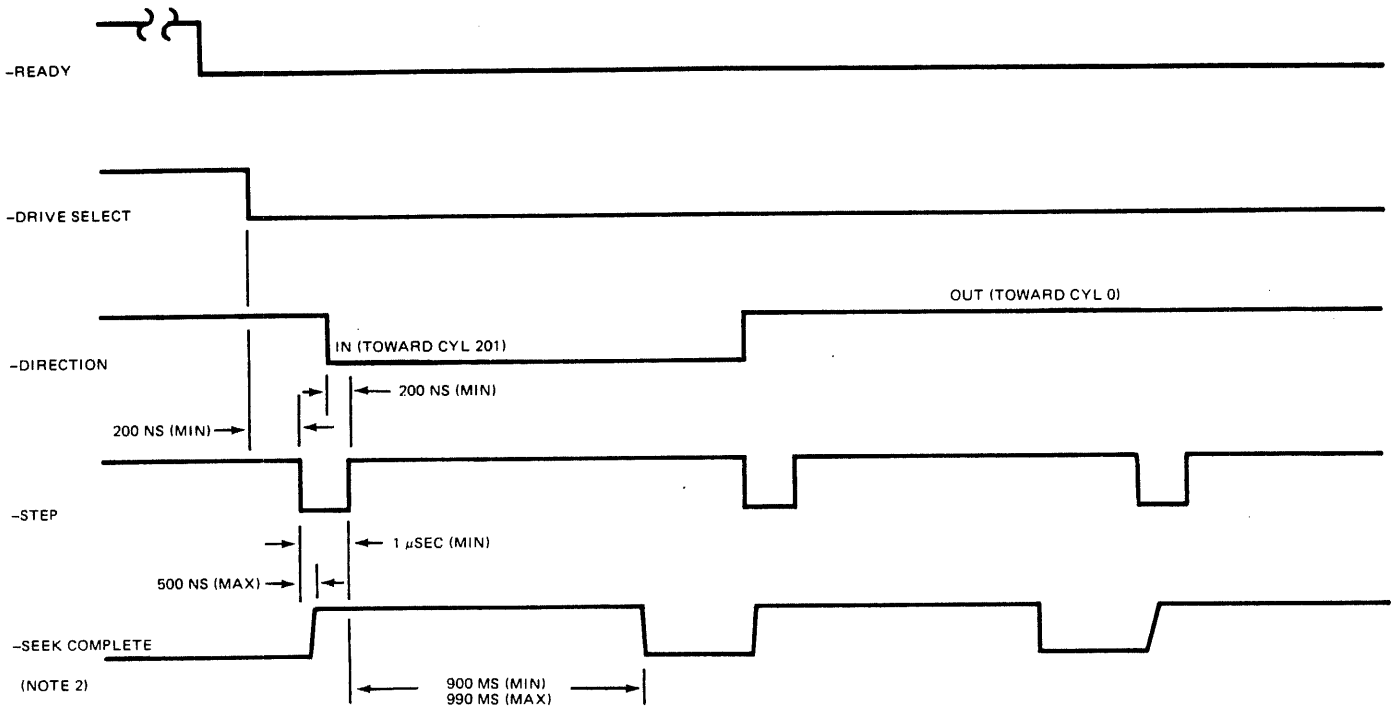 -READY
-DRIVE SELECT
OUT (TOWARD CYL 0)
IN (TOWARD CYL 201)
-DIRECTION
200 NS (MIN)
200 NS (MIN)
-STEP
1 µSEC (MIN)
500 NS (MAX)
-SEEK COMPLETE
(NOTE 2)
900 MS (MIN)
990 MS (MAX)